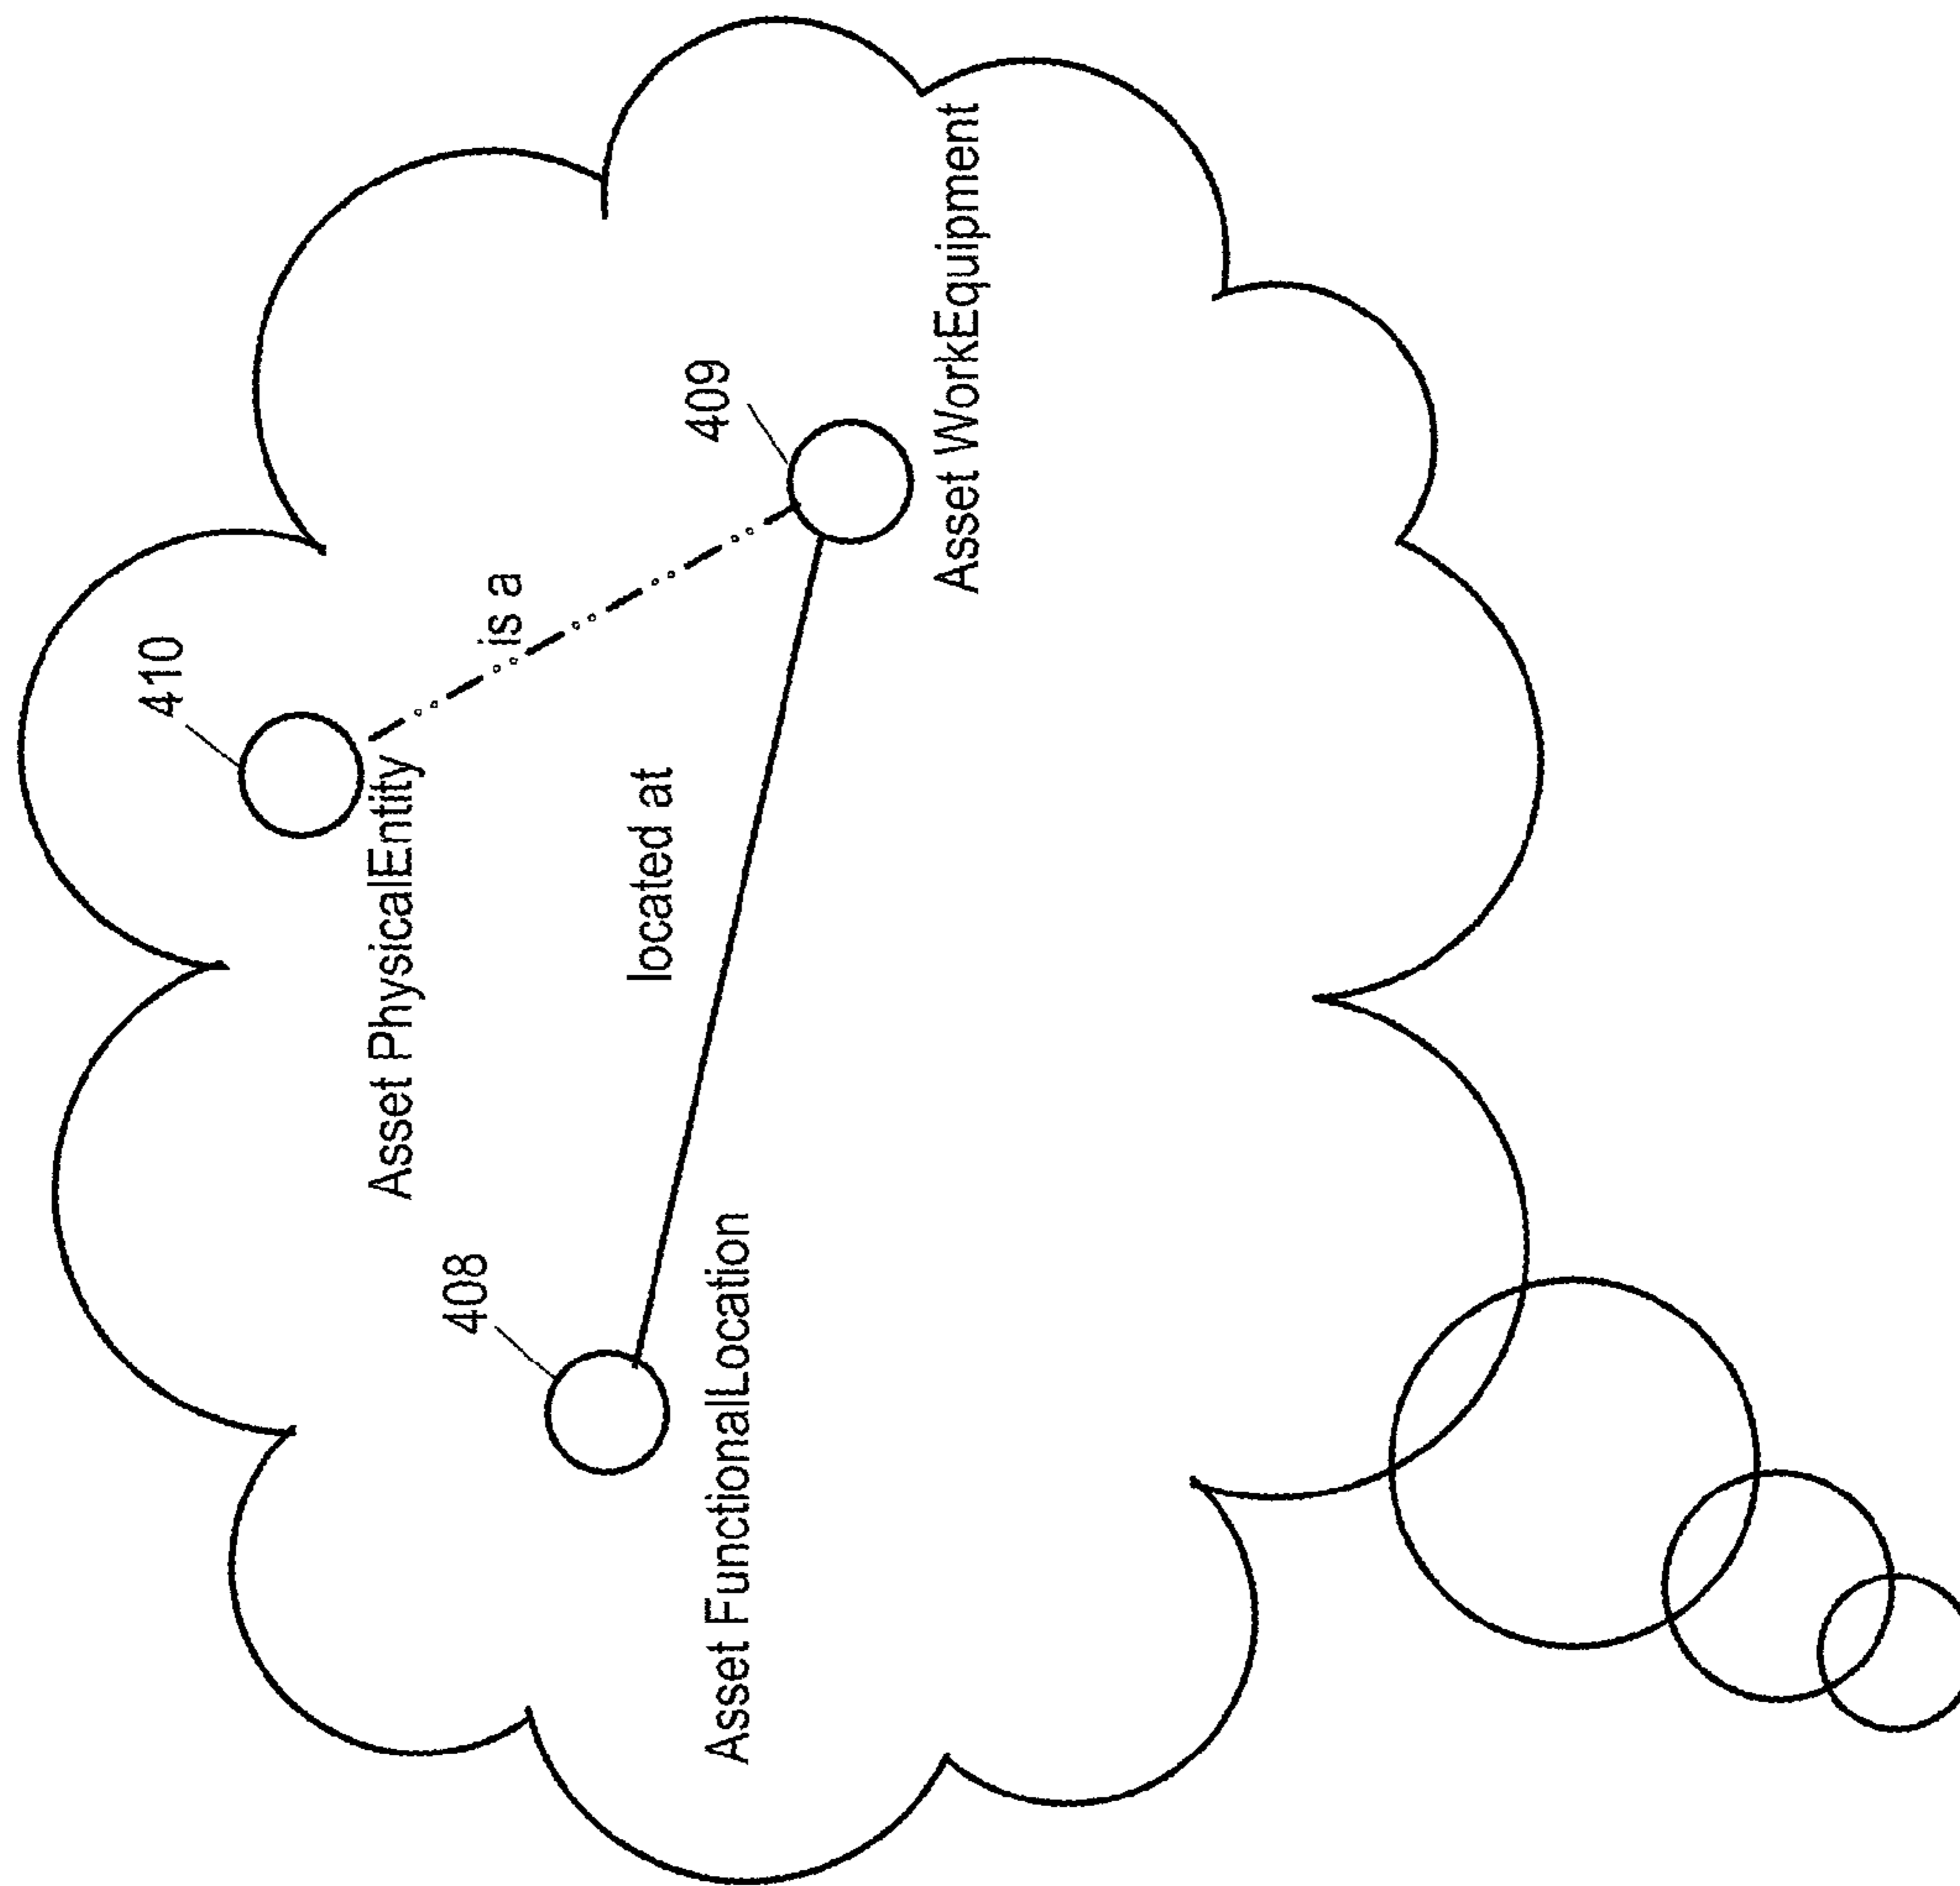 410
Asset PhysicalEntity
is a
408
409
located at
Asset FunctionalLocation
Asset WorkEquipment